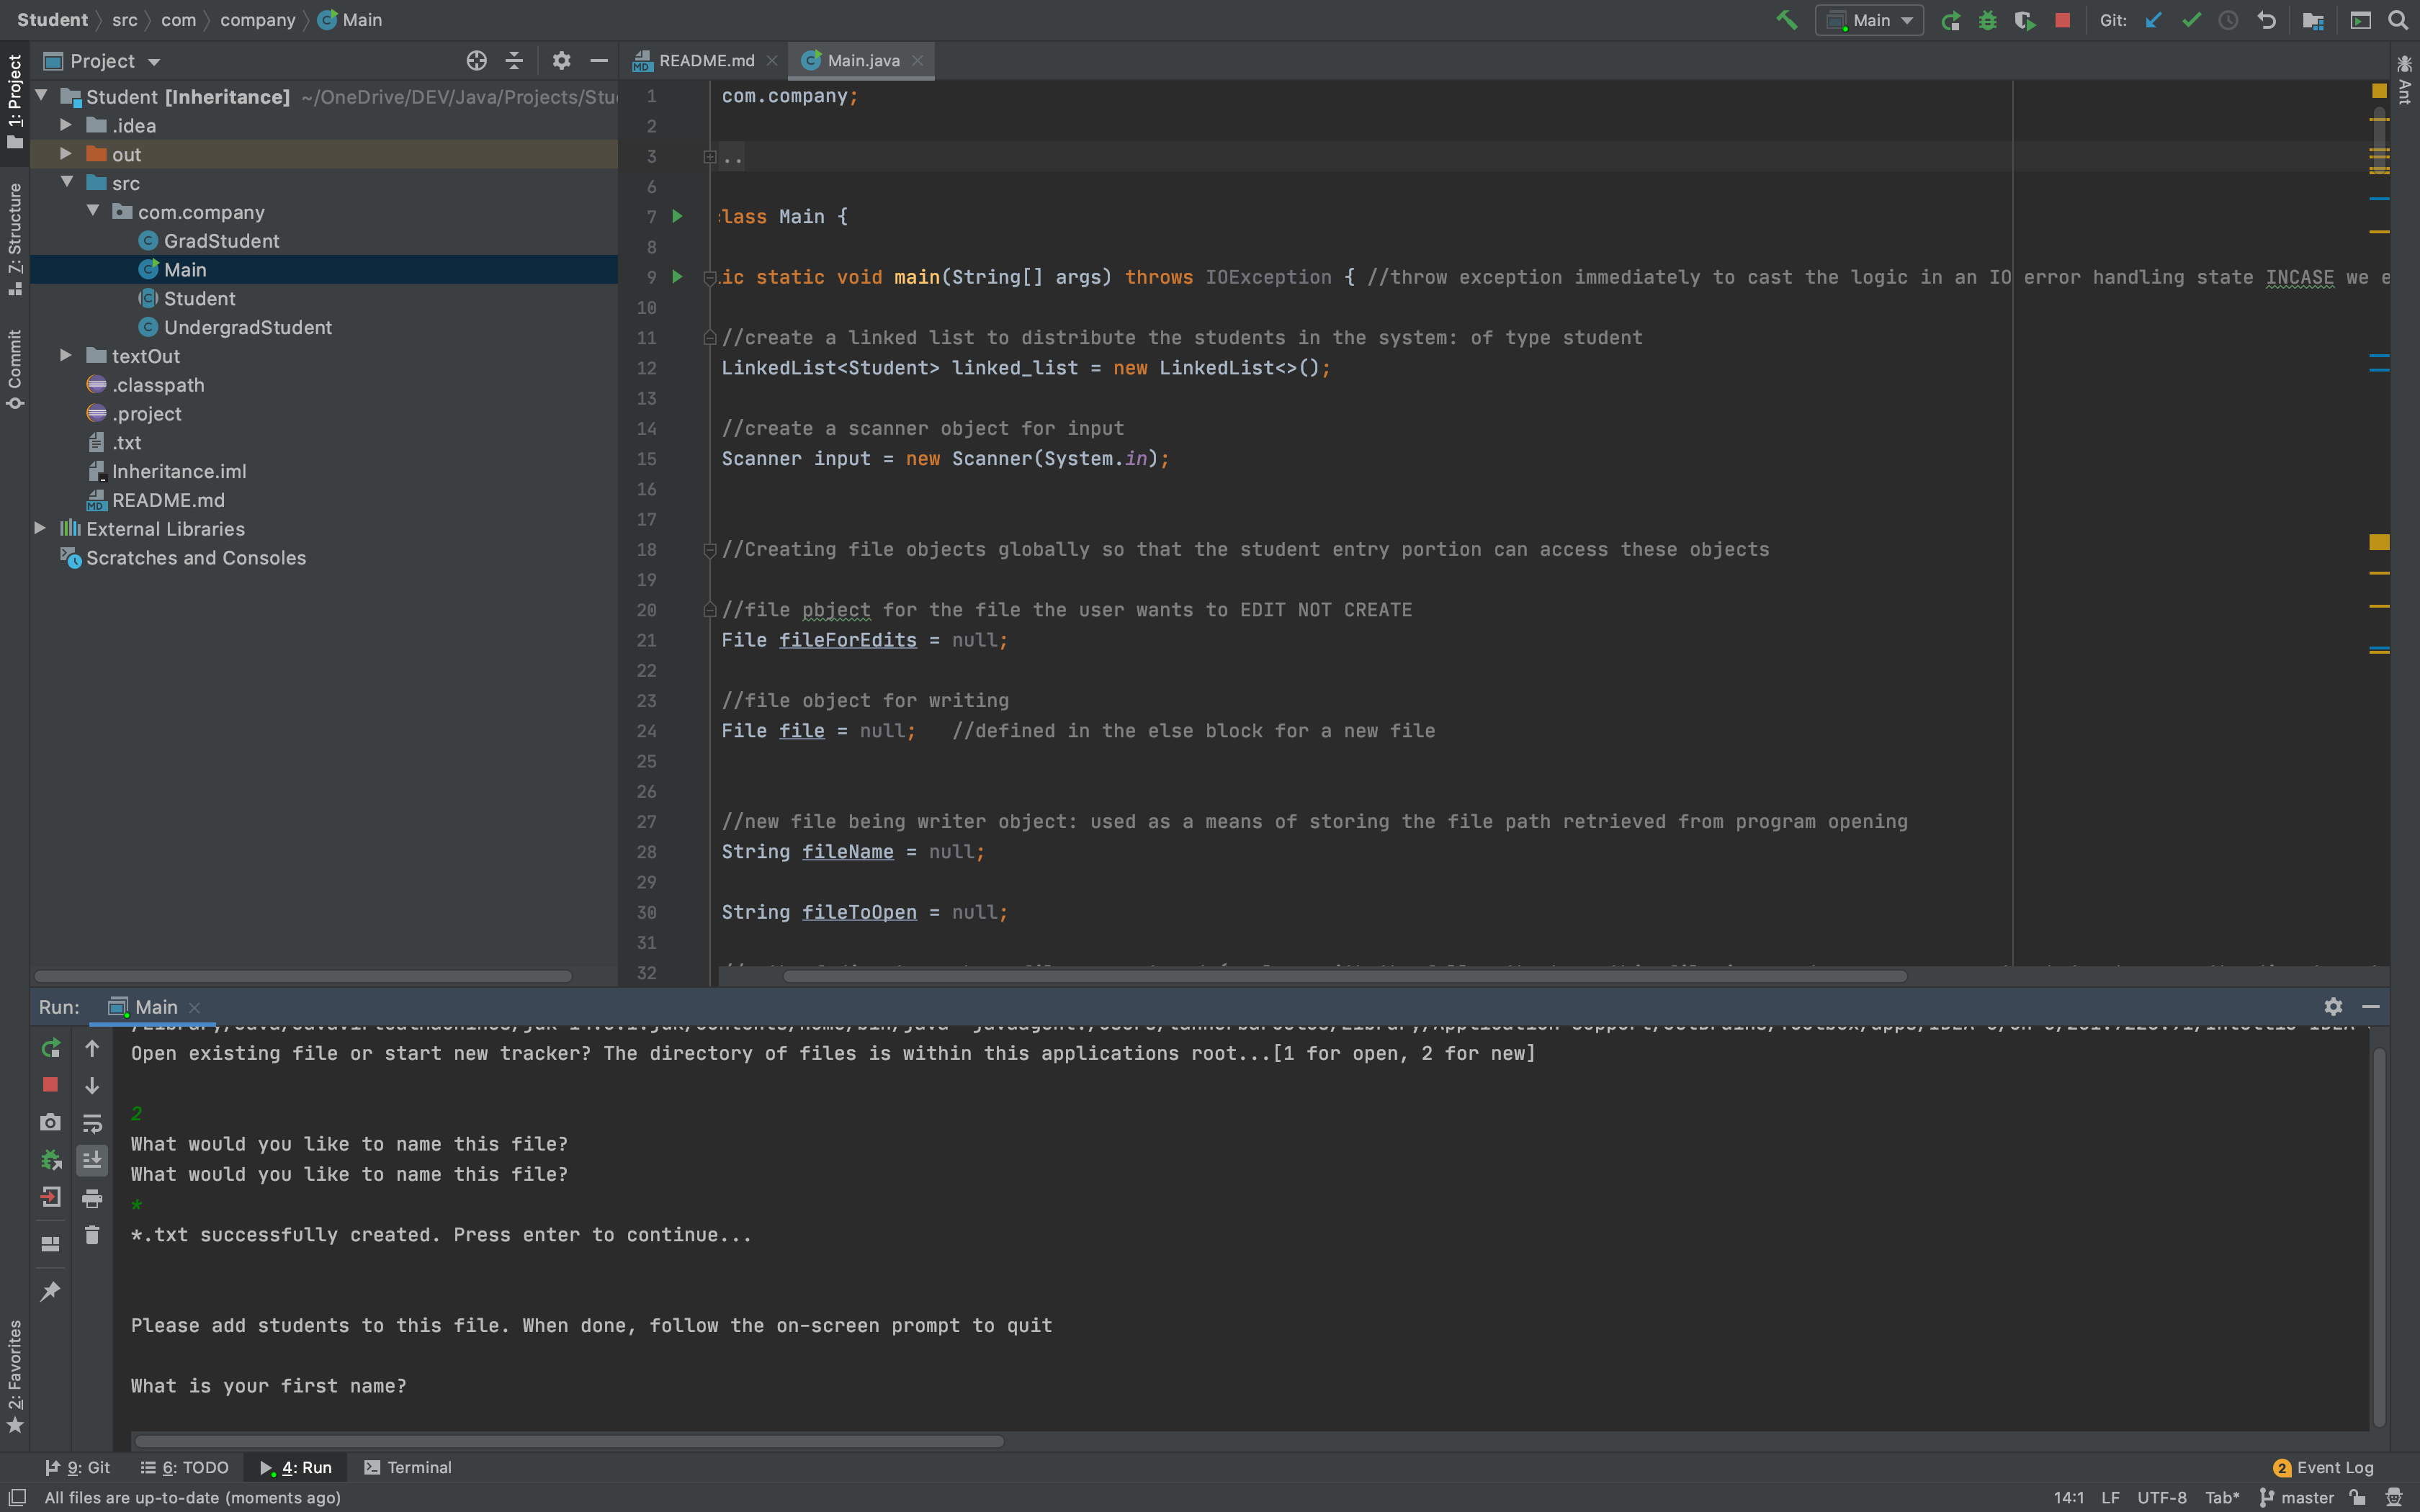 Student src com company Main
Main
Git:
1: Project
Z: Structure
Commit
2: Favorites
Ant
Project
Student [Inheritance] ~/OneDrive/DEV/Java/Projects/Stu
.idea
out
src
com.company
GradStudent
Main
Student
UndergradStudent
textOut
.classpath
.project
.txt
Inheritance.iml
README.md
External Libraries
Scratches and Consoles
README.md Main.java
1 com.company;
2
3 ..
6
7 lass Main {
8
9 ic static void main(String[] args) throws IOException { //throw exception immediately to cast the logic in an IO error handling state INCASE we e
10
11 //create a linked list to distribute the students in the system: of type student
12 LinkedList<Student> linked_list = new LinkedList<>();
13
14 //create a scanner object for input
15 Scanner input = new Scanner(System.in);
16
17
18 //Creating file objects globally so that the student entry portion can access these objects
19
20 //file pbject for the file the user wants to EDIT NOT CREATE
21 File fileForEdits = null;
22
23 //file object for writing
24 File file = null;   //defined in the else block for a new file
25
26
27 //new file being writer object: used as a means of storing the file path retrieved from program opening
28 String fileName = null;
29
30 String fileToOpen = null;
31
32
Run: Main
Open existing file or start new tracker? The directory of files is within this applications root...[1 for open, 2 for new]
2
What would you like to name this file?
What would you like to name this file?
*
*.txt successfully created. Press enter to continue...
Please add students to this file. When done, follow the on-screen prompt to quit
What is your first name?
9: Git 6: TODO 4: Run Terminal 2 Event Log
All files are up-to-date (moments ago) 14:1 LF UTF-8 Tab* master